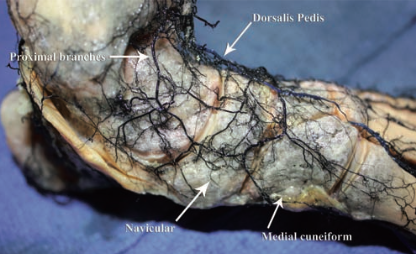 Dorsalis Pedis
Proximal branches
Navicular
Medial cuneiform